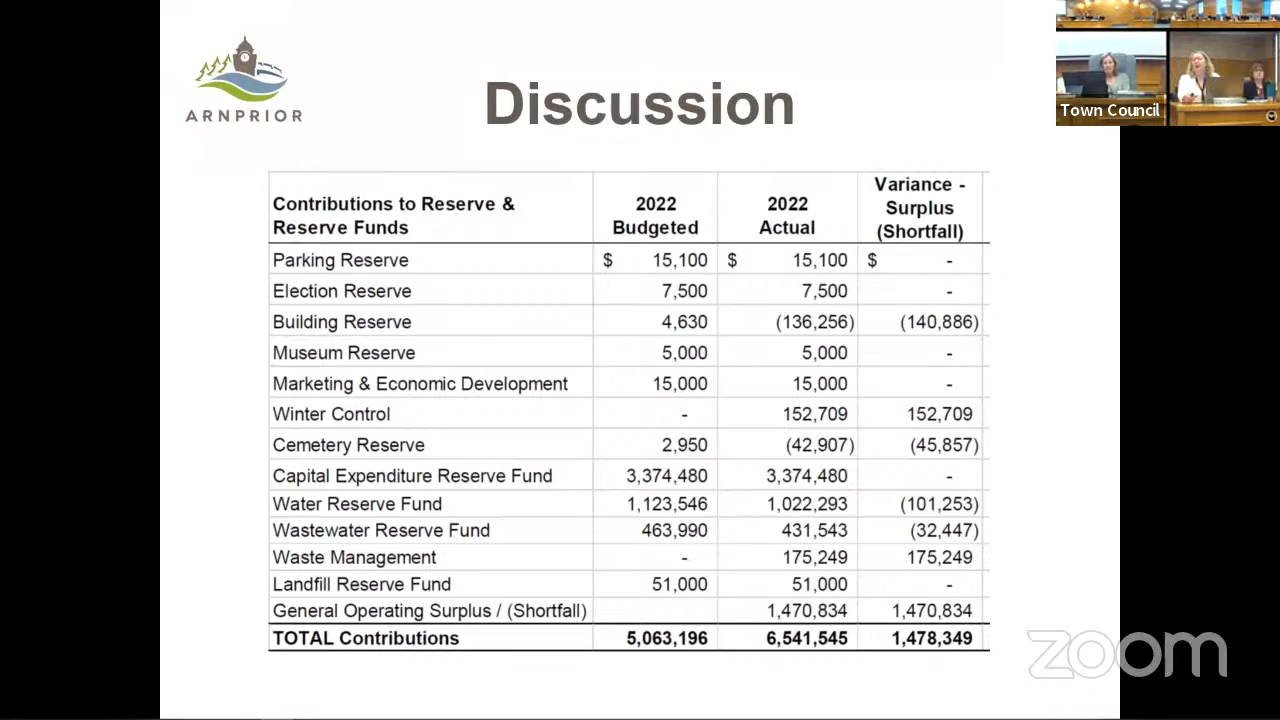 ARNPRIOR
Discussion
Town Council
Contributions to Reserve & Reserve Funds 2022 Budgeted 2022 Actual Variance - Surplus (Shortfall)
Parking Reserve $ 15,100 $ 15,100 $ -
Election Reserve 7,500 7,500 -
Building Reserve 4,630 (136,256) (140,886)
Museum Reserve 5,000 5,000 -
Marketing & Economic Development 15,000 15,000 -
Winter Control - 152,709 152,709
Cemetery Reserve 2,950 (42,907) (45,857)
Capital Expenditure Reserve Fund 3,374,480 3,374,480 -
Water Reserve Fund 1,123,546 1,022,293 (101,253)
Wastewater Reserve Fund 463,990 431,543 (32,447)
Waste Management - 175,249 175,249
Landfill Reserve Fund 51,000 51,000 -
General Operating Surplus / (Shortfall) 1,470,834 1,470,834
TOTAL Contributions 5,063,196 6,541,545 1,478,349
zoom